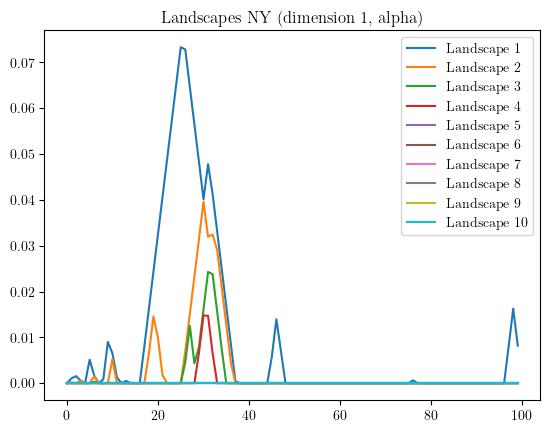 Landscapes NY (dimension 1, alpha)
0.07
0.06
0.05
0.04
0.03
0.02
0.01
0.00
0
20
40
60
80
100
Landscape 1
Landscape 2
Landscape 3
Landscape 4
Landscape 5
Landscape 6
Landscape 7
Landscape 8
Landscape 9
Landscape 10